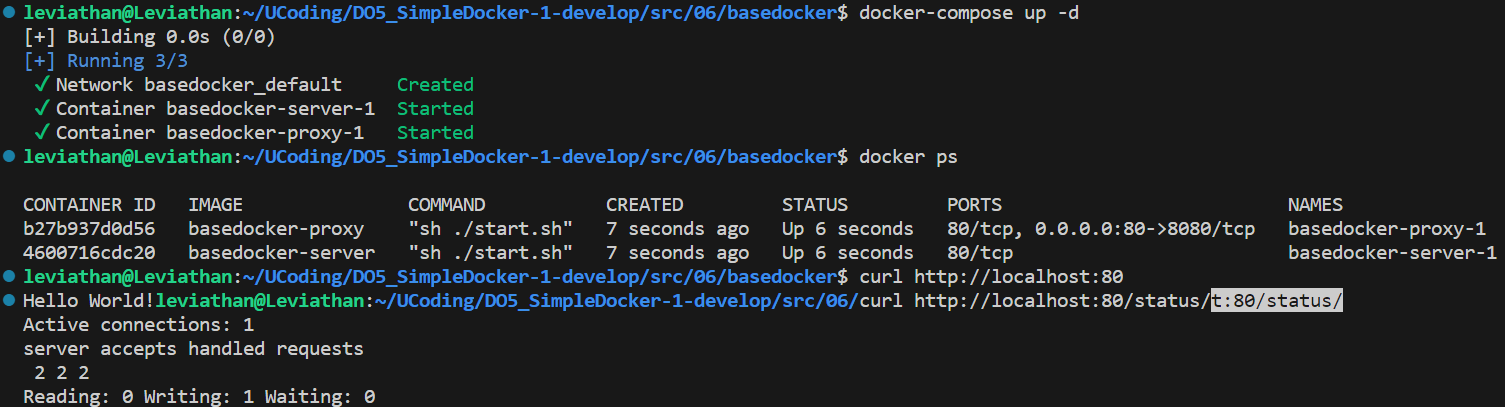 leviathan@Leviathan:~/UCoding/DO5_SimpleDocker-1-develop/src/06/basedocker$ docker-compose up -d
[+] Building 0.0s (0/0)
[+] Running 3/3
✔ Network basedocker_default Created
✔ Container basedocker-server-1 Started
✔ Container basedocker-proxy-1 Started
leviathan@Leviathan:~/UCoding/DO5_SimpleDocker-1-develop/src/06/basedocker$ docker ps
CONTAINER ID IMAGE COMMAND CREATED STATUS PORTS NAMES
b27b937d0d56 basedocker-proxy "sh ./start.sh" 7 seconds ago Up 6 seconds 80/tcp, 0.0.0.0:80->8080/tcp basedocker-proxy-1
4600716cdc20 basedocker-server "sh ./start.sh" 7 seconds ago Up 6 seconds 80/tcp basedocker-server-1
leviathan@Leviathan:~/UCoding/DO5_SimpleDocker-1-develop/src/06/basedocker$ curl http://localhost:80
Hello World!leviathan@Leviathan:~/UCoding/DO5_SimpleDocker-1-develop/src/06/curl http://localhost:80/status/t:80/status/
Active connections: 1
server accepts handled requests
2 2 2
Reading: 0 Writing: 1 Waiting: 0